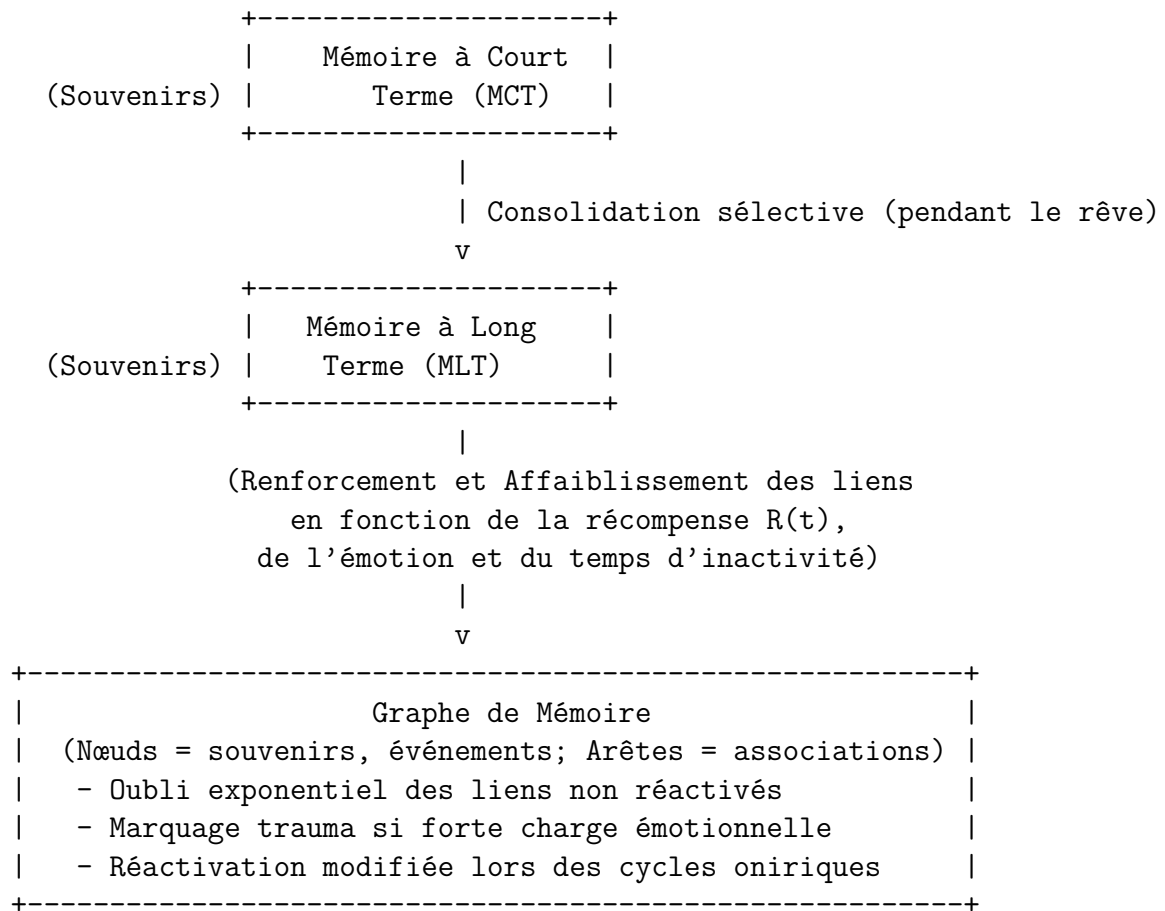 Mémoire à Court
(Souvenirs) Terme (MCT)
Consolidation sélective (pendant le rêve)
Mémoire à Long
(Souvenirs) Terme (MLT)
(Renforcement et Affaiblissement des liens
en fonction de la récompense R(t),
de l'émotion et du temps d'inactivité)
Graphe de Mémoire
(Nœuds = souvenirs, événements; Arêtes = associations)
- Oubli exponentiel des liens non réactivés
- Marquage trauma si forte charge émotionnelle
- Réactivation modifiée lors des cycles oniriques